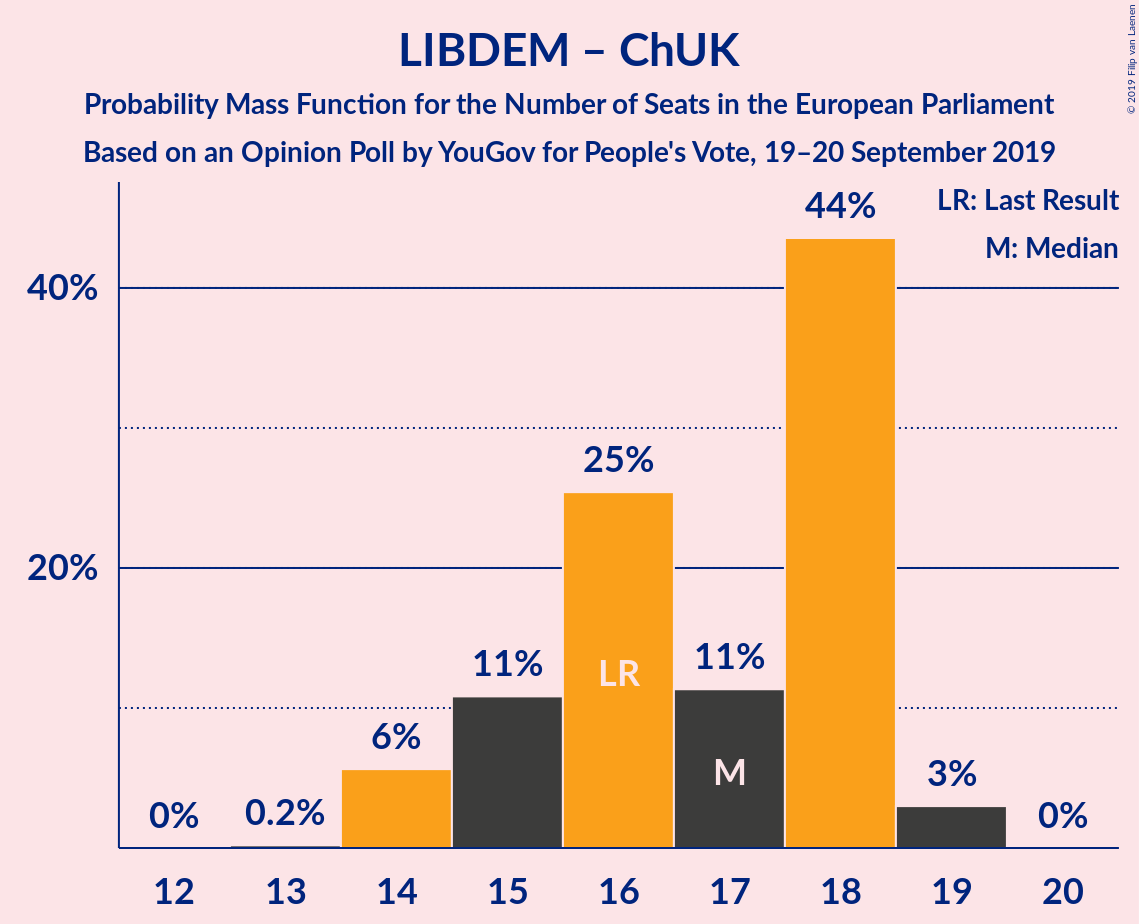 LIBDEM – ChUK
Probability Mass Function for the Number of Seats in the European Parliament
Based on an Opinion Poll by YouGov for People's Vote, 19–20 September 2019
© 2019 Filip van Laenen
LR: Last Result
M: Median
40%
20%
0%
0.2%
6%
11%
25%
11%
44%
3%
0%
LR
M
12 13 14 15 16 17 18 19 20